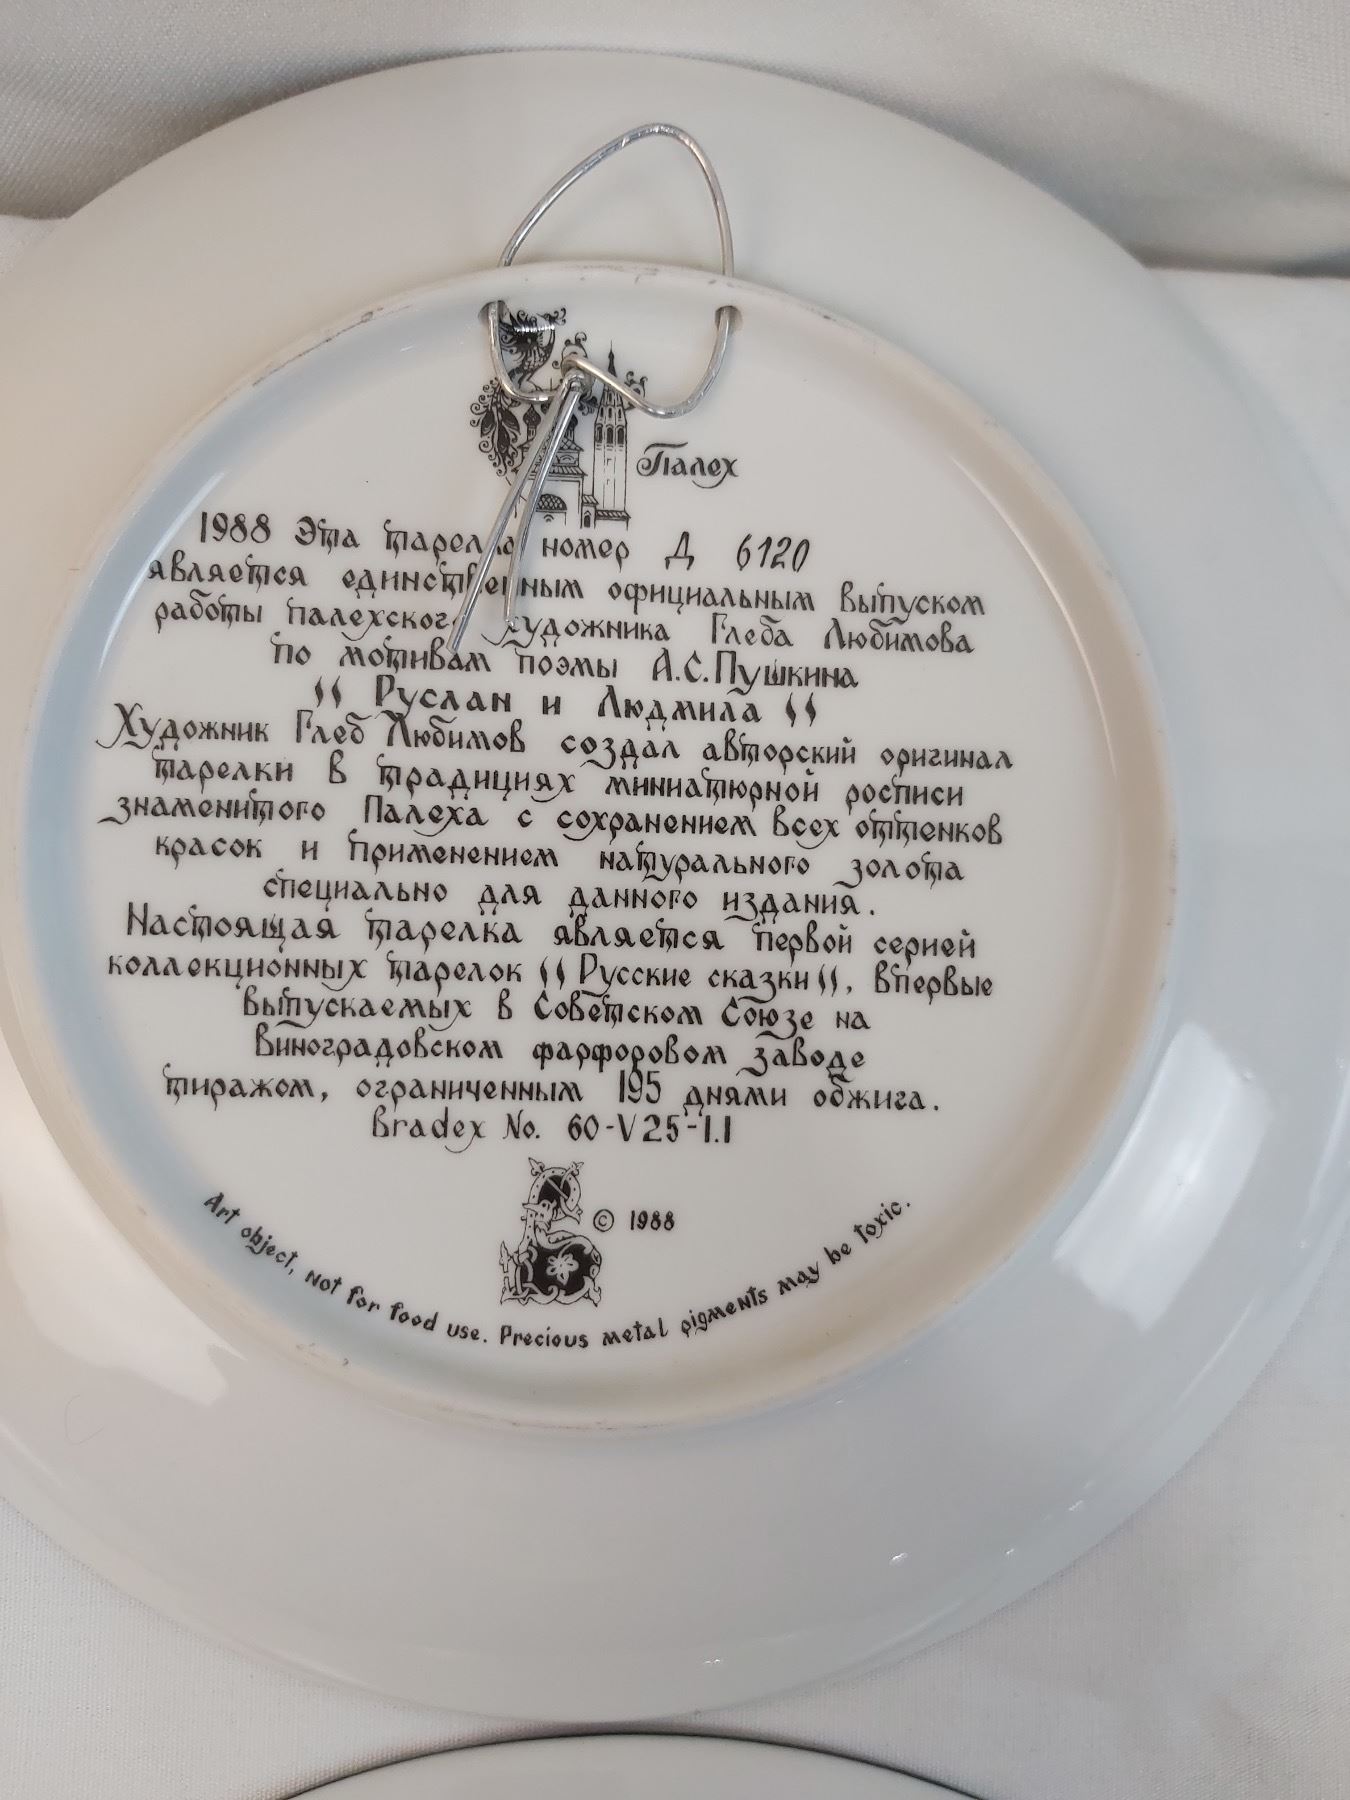 Палех
1988 Эта тарелка номер Д 6120
является единственным официальным выпуском
работы палехского художника Глеба Любимова
по мотивам поэмы А.С.Пушкина
" Руслан и Людмила "
Художник Глеб Любимов создал авторский оригинал
тарелки в традициях миниатюрной росписи
знаменитого Палеха с сохранением всех оттенков
красок и применением натурального золота
специально для данного издания.
Настоящая тарелка является первой серией
коллекционных тарелок "Русские сказки", впервые
выпускаемых в Советском Союзе на
Виноградовском фарфоровом заводе
тиражом, ограниченным 195 днями обжига.
Bradex No. 60-V25-1.1
© 1988
Art object, not for food use. Precious metal pigments may be toxic.